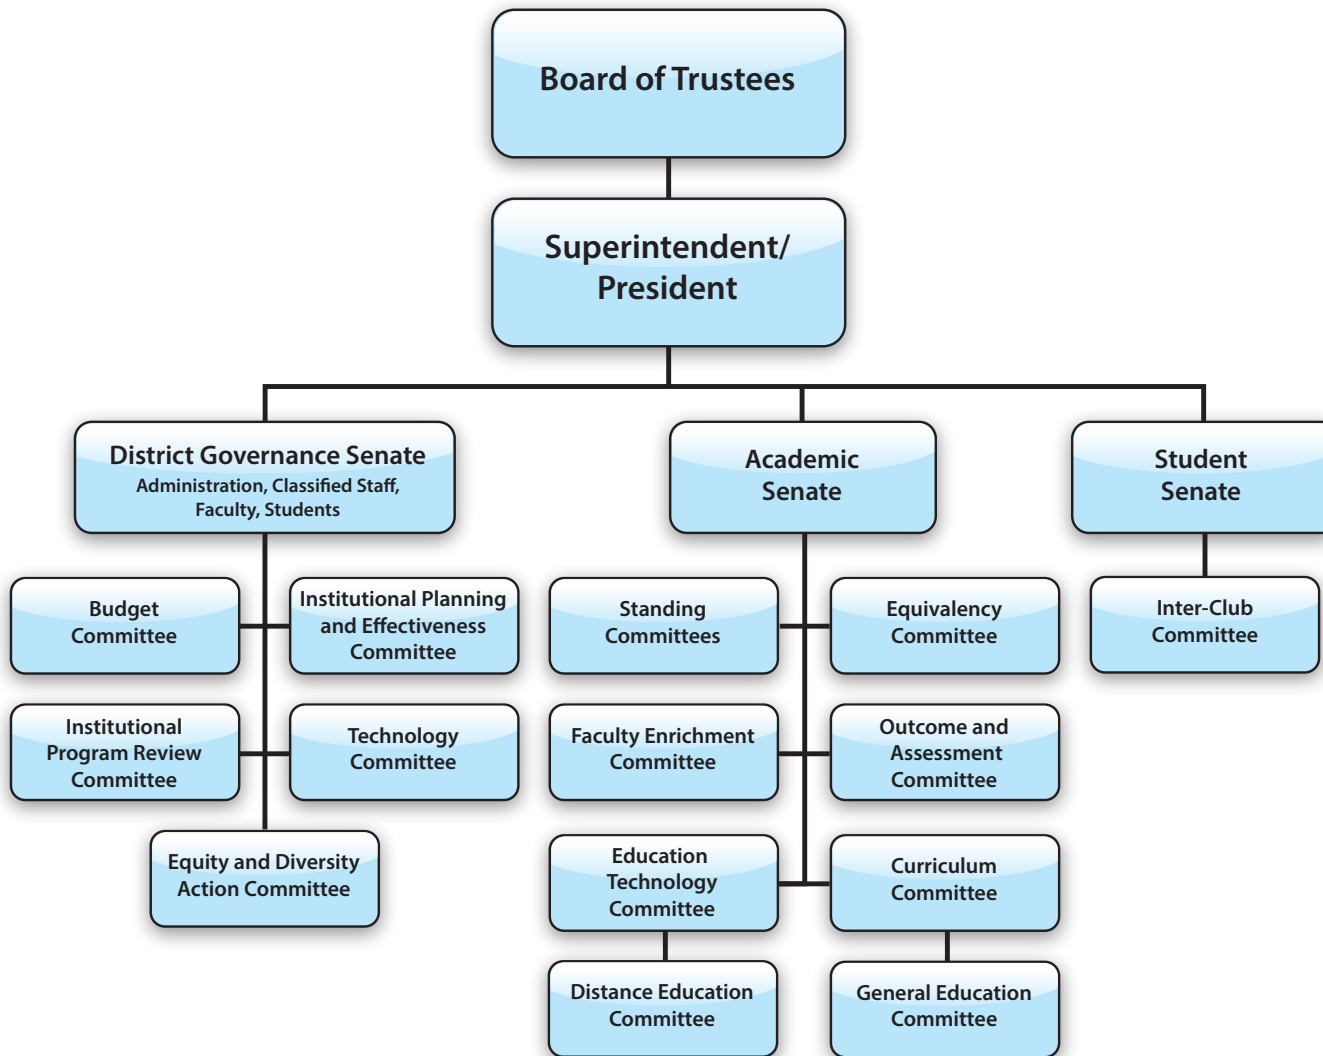 Board of Trustees
Superintendent/
President
District Governance Senate
Administration, Classified Staff,
Faculty, Students
Academic
Senate
Student
Senate
Budget
Committee
Institutional Planning
and Effectiveness
Committee
Standing
Committees
Equivalency
Committee
Inter-Club
Committee
Institutional
Program Review
Committee
Technology
Committee
Faculty Enrichment
Committee
Outcome and
Assessment
Committee
Equity and Diversity
Action Committee
Education
Technology
Committee
Curriculum
Committee
Distance Education
Committee
General Education
Committee